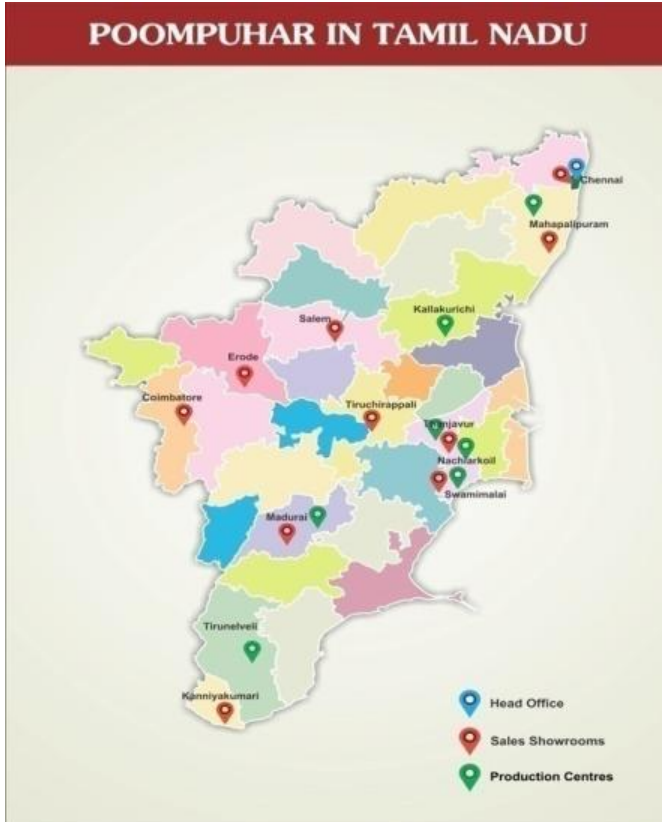 POOMPUHAR IN TAMIL NADU
Chennai
Mahapalipuram
Kallakurichi
Salem
Erode
Coimbatore
Tiruchirappali
Thanjavur
Nachiarkoil
Swamimalai
Madurai
Tirunelveli
Kanniyakumari
Head Office
Sales Showrooms
Production Centres